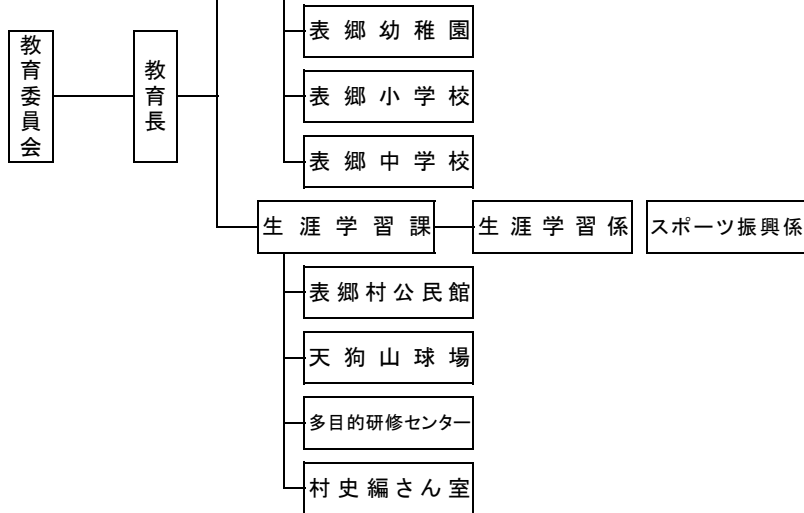 教育委員会
教育長
表郷幼稚園
表郷小学校
表郷中学校
生涯学習課
生涯学習係
スポーツ振興係
表郷村公民館
天狗山球場
多目的研修センター
村史編さん室